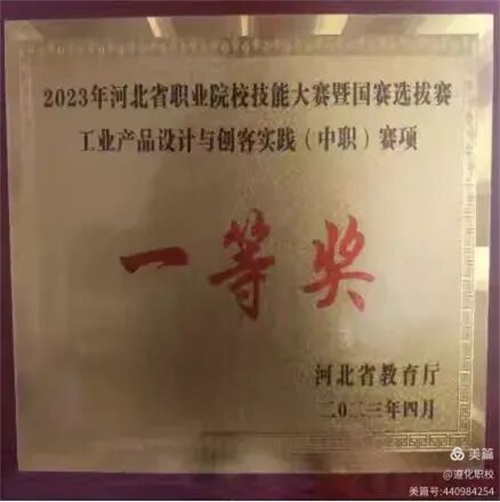 2023年河北省职业院校技能大赛暨国赛选拔赛
工业产品设计与创客实践（中职）赛项
一等奖
河北省教育厅
二〇二三年四月
美篇
@遵化职校
美篇号:440984254